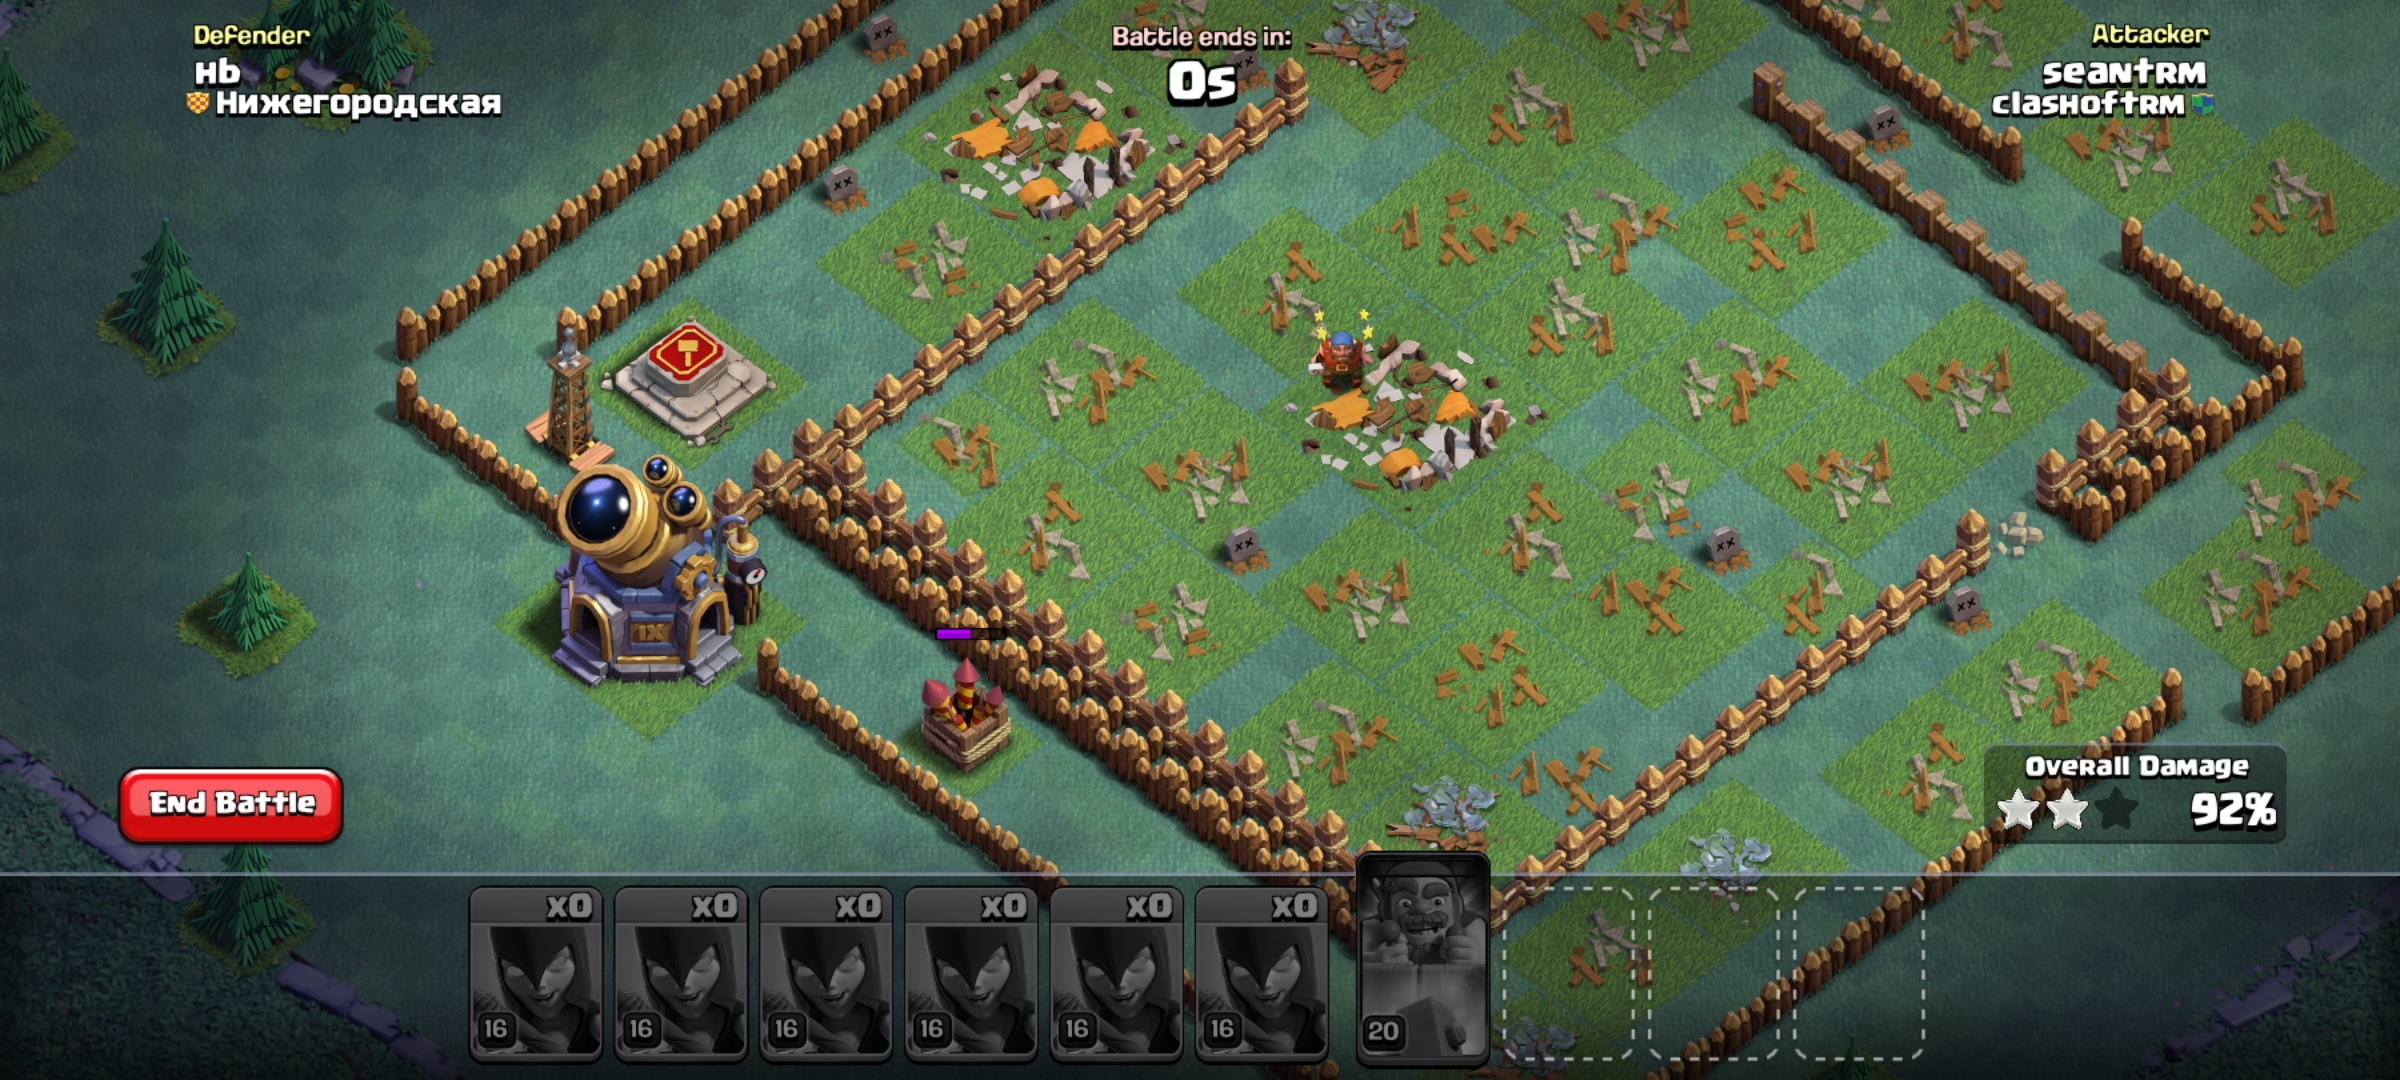 Defender
Hb
Нижегородская
Battle ends in:
0s
Attacker
seantRM
clashoftRM
IX
End Battle
Overall Damage
92%
x0
x0
x0
x0
x0
x0
16
16
16
16
16
16
20